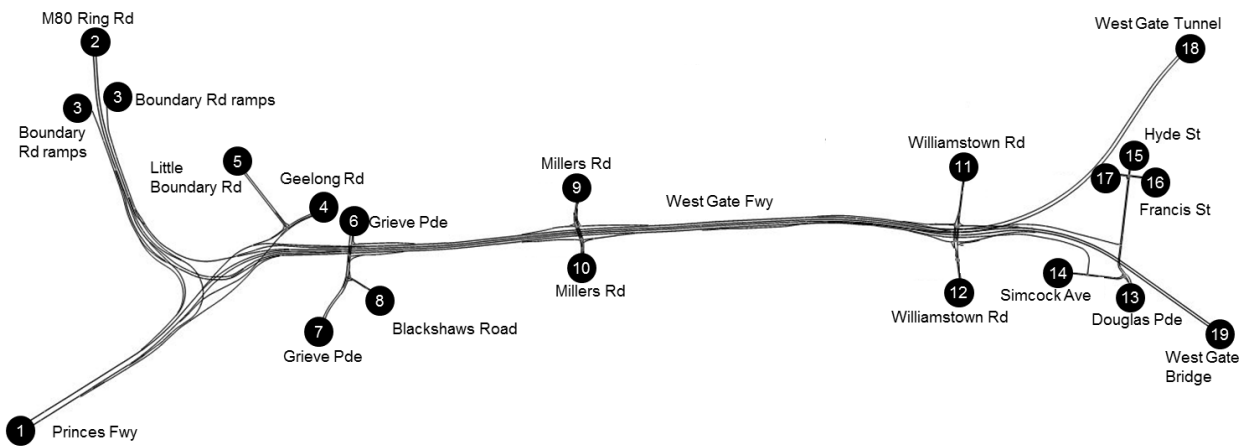 M80 Ring Rd
2
3
3
Boundary Rd ramps
Boundary
Rd ramps
5
Little
Boundary Rd
Geelong Rd
4
6
Grieve Pde
8
Blackshaws Road
7
Grieve Pde
1
Princes Fwy
Millers Rd
9
10
Millers Rd
West Gate Fwy
Williamstown Rd
11
12
Williamstown Rd
West Gate Tunnel
18
Hyde St
15
17
16
Francis St
14
Simcock Ave
13
Douglas Pde
19
West Gate
Bridge